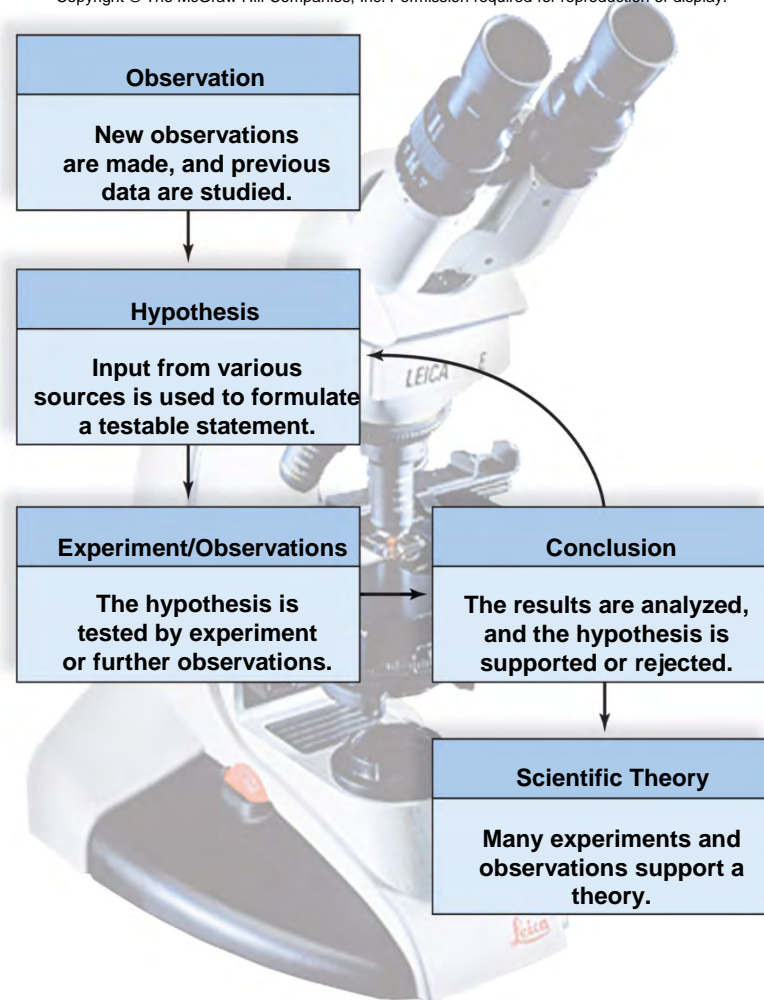 Copyright © The McGraw-Hill Companies, Inc. Permission required for reproduction or display.
Observation
New observations
are made, and previous
data are studied.
Hypothesis
Input from various
sources is used to formulate
a testable statement.
LEICA E
Experiment/Observations
The hypothesis is
tested by experiment
or further observations.
Conclusion
The results are analyzed,
and the hypothesis is
supported or rejected.
Scientific Theory
Many experiments and
observations support a
theory.
Leica